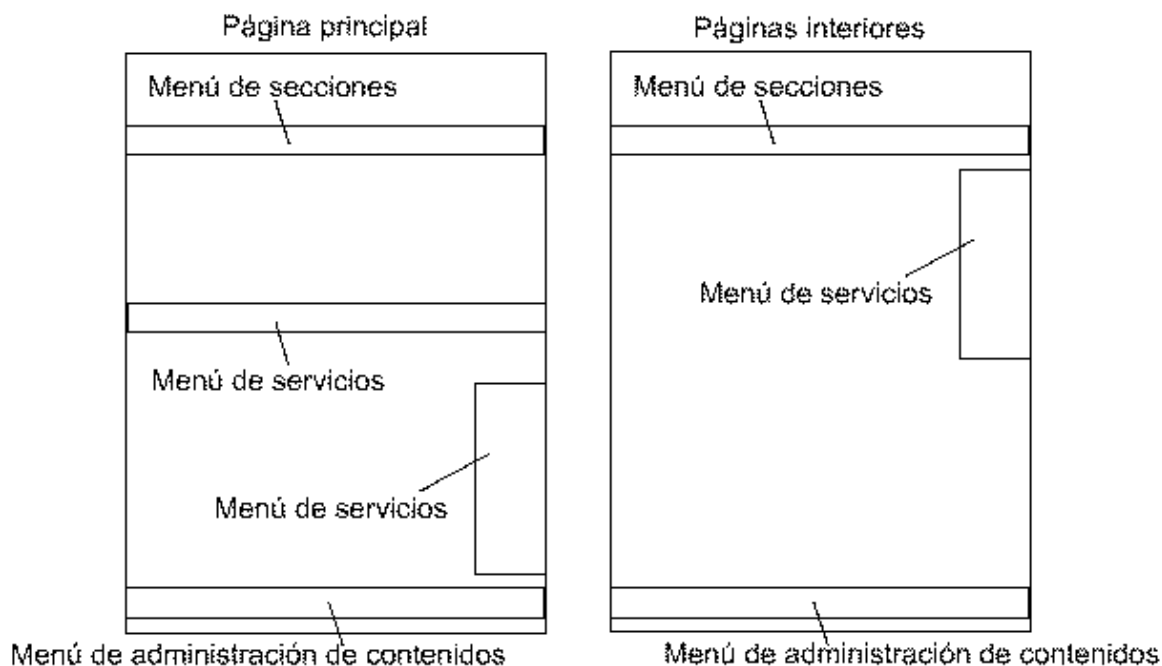 Página principal
Menú de secciones
Menú de servicios
Menú de servicios
Menú de administración de contenidos
Páginas interiores
Menú de secciones
Menú de servicios
Menú de administración de contenidos